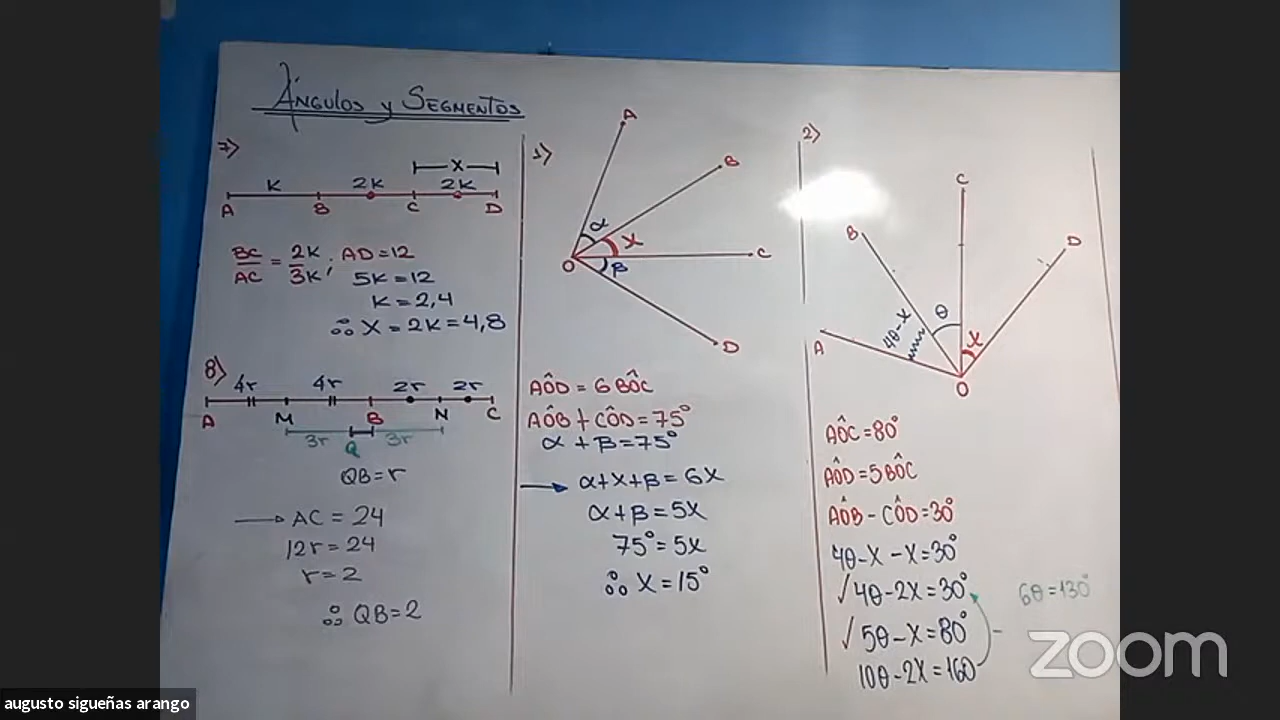 Ángulos y Segmentos
7)
x
k 2k 2k
A B C D
BC/AC = 2k/3k ; AD = 12
5k = 12
k = 2,4
∴ x = 2k = 4,8
8)
4r 4r 2r 2r
A M B N C
3r Q 3r
QB = r
→ AC = 24
12r = 24
r = 2
∴ QB = 2
1)
A
B
α
x
O C
β
D
AÔD = 6 BÔC
AÔB + CÔD = 75°
α + β = 75°
→ α + x + β = 6x
α + β = 5x
75° = 5x
∴ x = 15°
2)
C
B D
4θ - x θ
A x
O
AÔC = 80°
AÔD = 5 BÔC
AÔB - CÔD = 30°
4θ - x - x = 30°
✓ 4θ - 2x = 30°
6θ = 130°
✓ 5θ - x = 80°
10θ - 2x = 160
zoom
augusto sigueñas arango